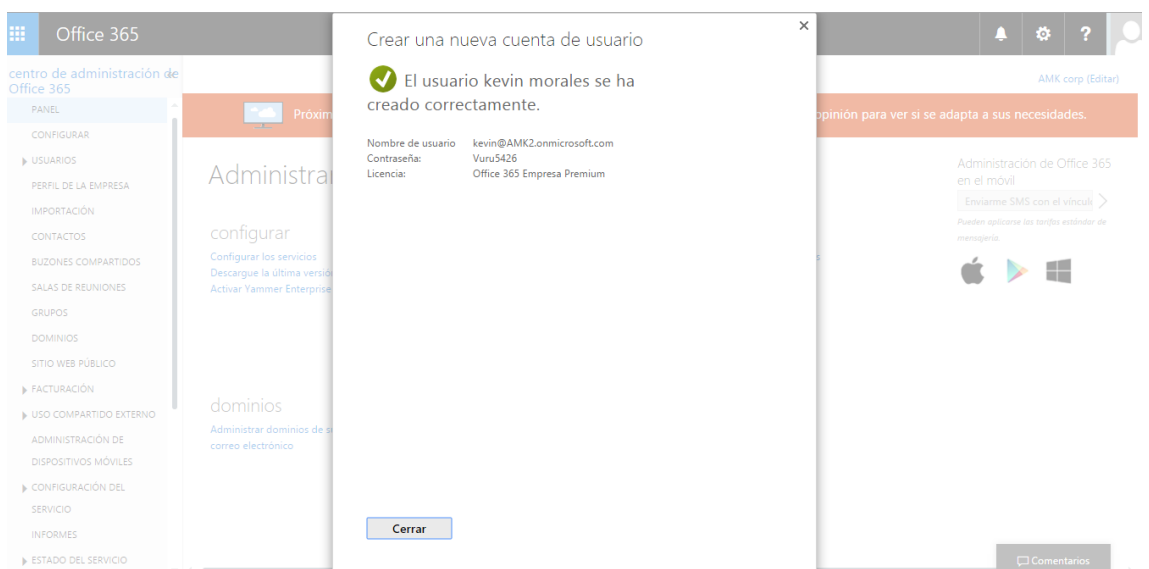 Office 365
centro de administración de
Office 365
PANEL
CONFIGURAR
USUARIOS
PERFIL DE LA EMPRESA
IMPORTACIÓN
CONTACTOS
BUZONES COMPARTIDOS
SALAS DE REUNIONES
GRUPOS
DOMINIOS
SITIO WEB PÚBLICO
FACTURACIÓN
USO COMPARTIDO EXTERNO
ADMINISTRACIÓN DE
DISPOSITIVOS MÓVILES
CONFIGURACIÓN DEL
SERVICIO
INFORMES
ESTADO DEL SERVICIO
Próxim
Administrar
configurar
Configurar los servicios
Descargue la última versió
Activar Yammer Enterprise
dominios
Administrar dominios de s
correo electrónico
Crear una nueva cuenta de usuario
×
El usuario kevin morales se ha
creado correctamente.
Nombre de usuario kevin@AMK2.onmicrosoft.com
Contraseña: Vuru5426
Licencia: Office 365 Empresa Premium
Cerrar
?
AMK corp (Editar)
opinión para ver si se adapta a sus necesidades.
Administración de Office 365
en el móvil
Enviarme SMS con el vínculo
Pueden aplicarse las tarifas estándar de
mensajería.
s
Comentarios